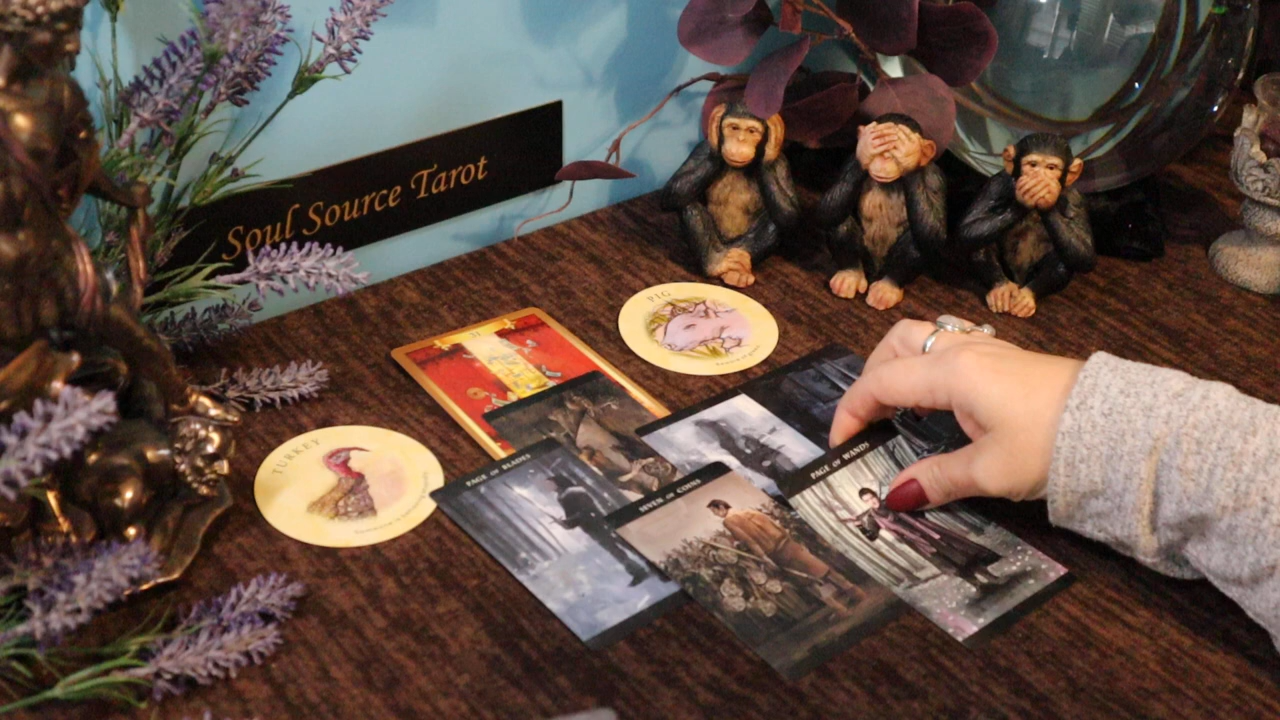 Soul Source Tarot
PIG
TURKEY
PAGE OF BLADES
SEVEN OF COINS
PAGE OF WANDS